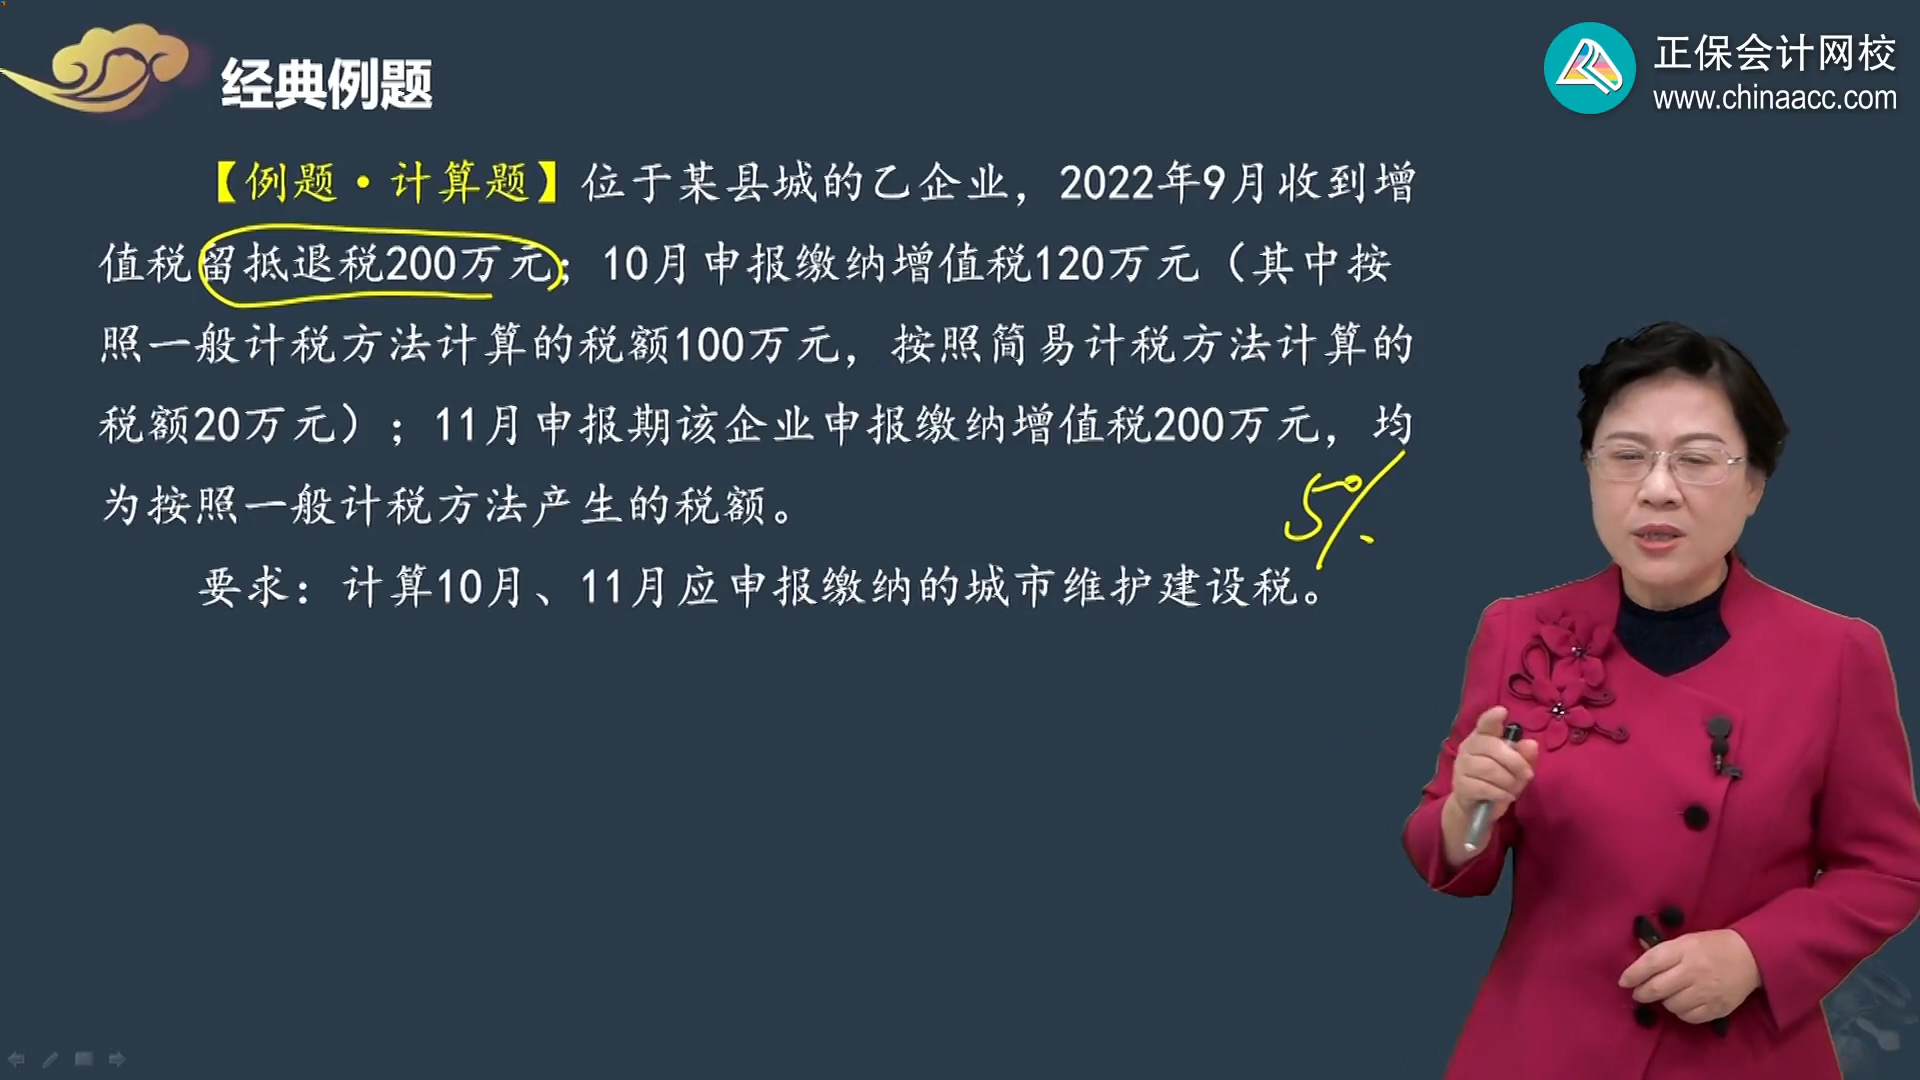 经典例题
正保会计网校
www.chinaacc.com
【例题·计算题】位于某县城的乙企业，2022年9月收到增
值税留抵退税200万元；10月申报缴纳增值税120万元（其中按
照一般计税方法计算的税额100万元，按照简易计税方法计算的
税额20万元）；11月申报期该企业申报缴纳增值税200万元，均
为按照一般计税方法产生的税额。
5%
要求：计算10月、11月应申报缴纳的城市维护建设税。